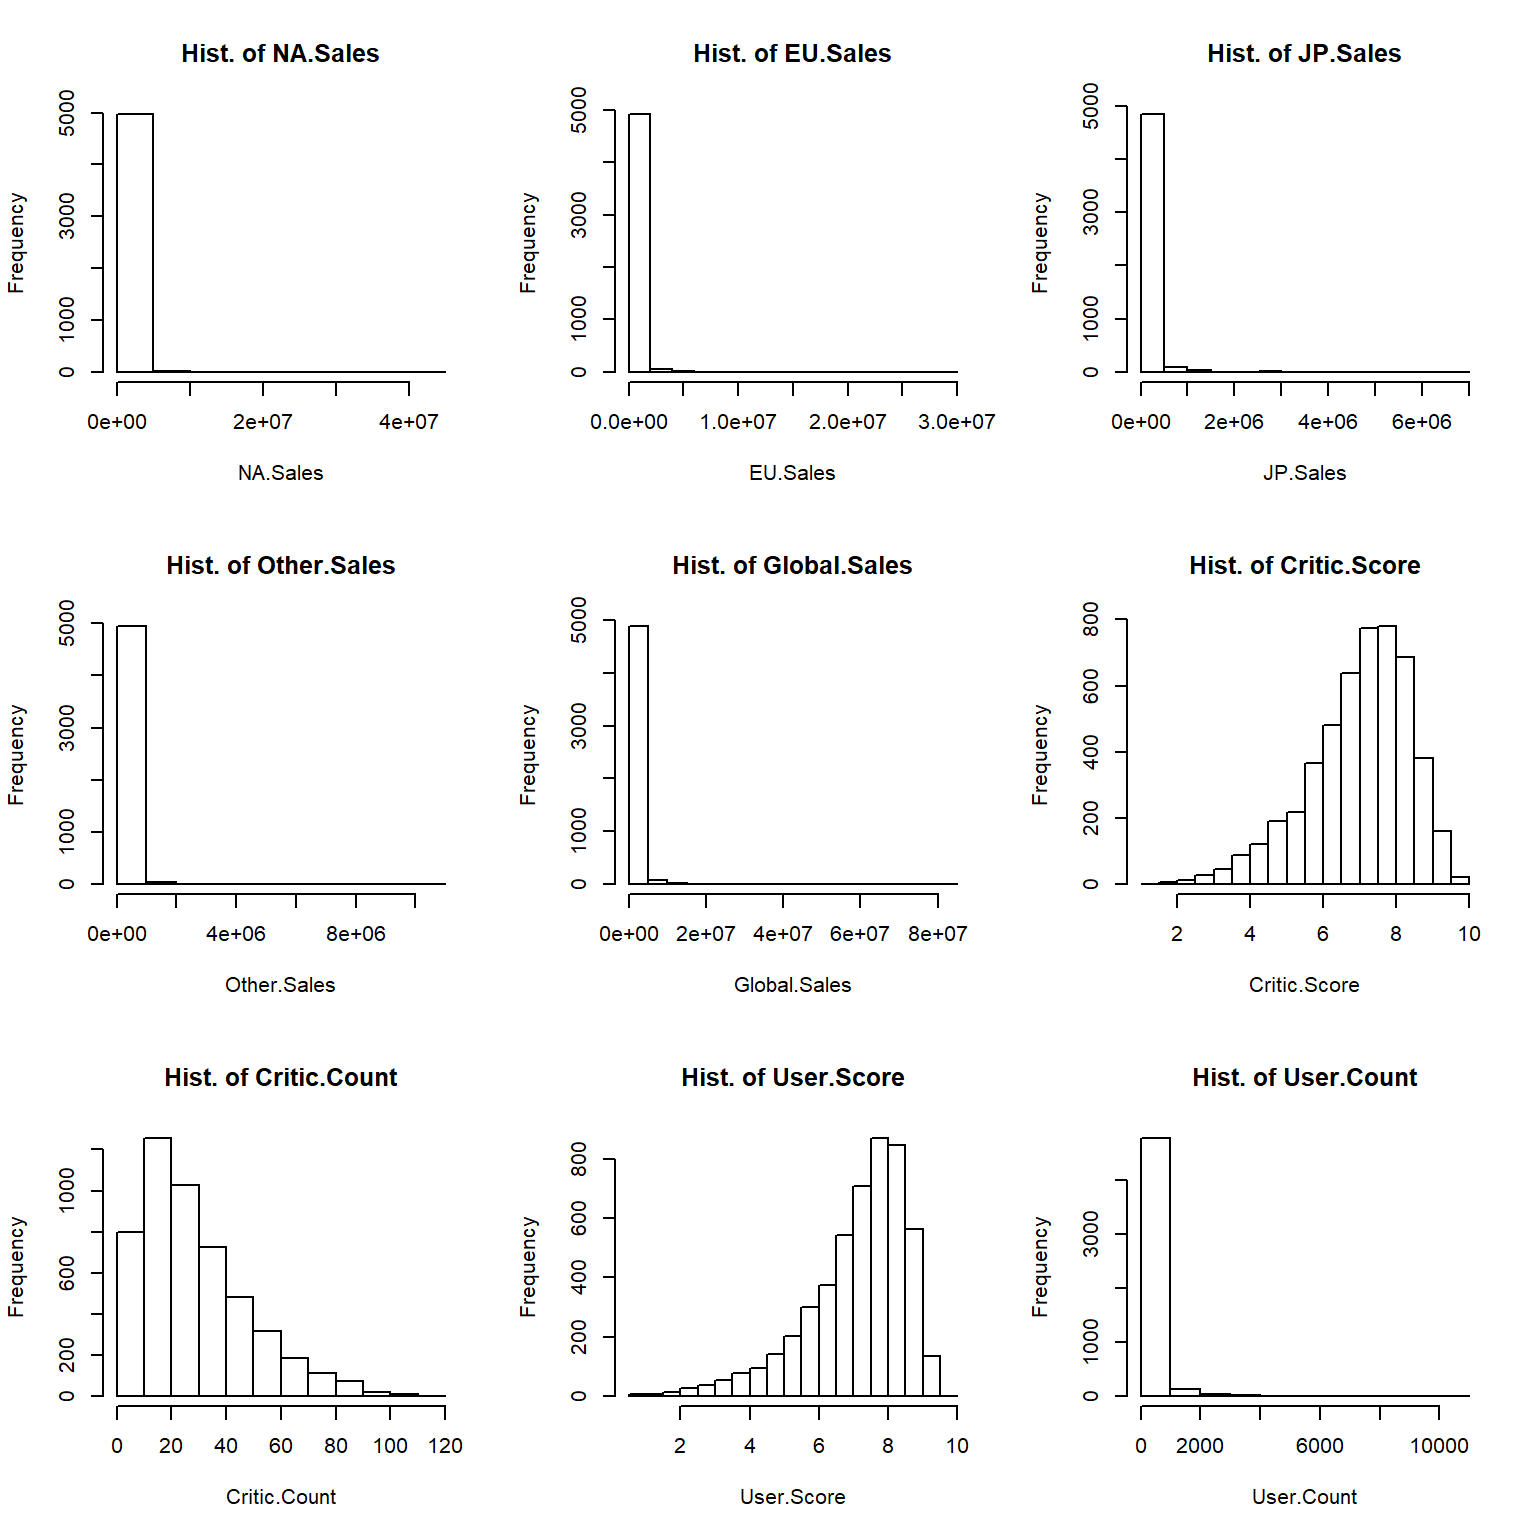 Hist. of NA.Sales
Frequency
0 1000 3000 5000
0e+00 2e+07 4e+07
NA.Sales
Hist. of EU.Sales
Frequency
0 1000 3000 5000
0.0e+00 1.0e+07 2.0e+07 3.0e+07
EU.Sales
Hist. of JP.Sales
Frequency
0 1000 3000 5000
0e+00 2e+06 4e+06 6e+06
JP.Sales
Hist. of Other.Sales
Frequency
0 1000 3000 5000
0e+00 4e+06 8e+06
Other.Sales
Hist. of Global.Sales
Frequency
0 1000 3000 5000
0e+00 2e+07 4e+07 6e+07 8e+07
Global.Sales
Hist. of Critic.Score
Frequency
0 200 400 600 800
2 4 6 8 10
Critic.Score
Hist. of Critic.Count
Frequency
0 200 600 1000
0 20 40 60 80 100 120
Critic.Count
Hist. of User.Score
Frequency
0 200 400 600 800
2 4 6 8 10
User.Score
Hist. of User.Count
Frequency
0 1000 3000
0 2000 6000 10000
User.Count